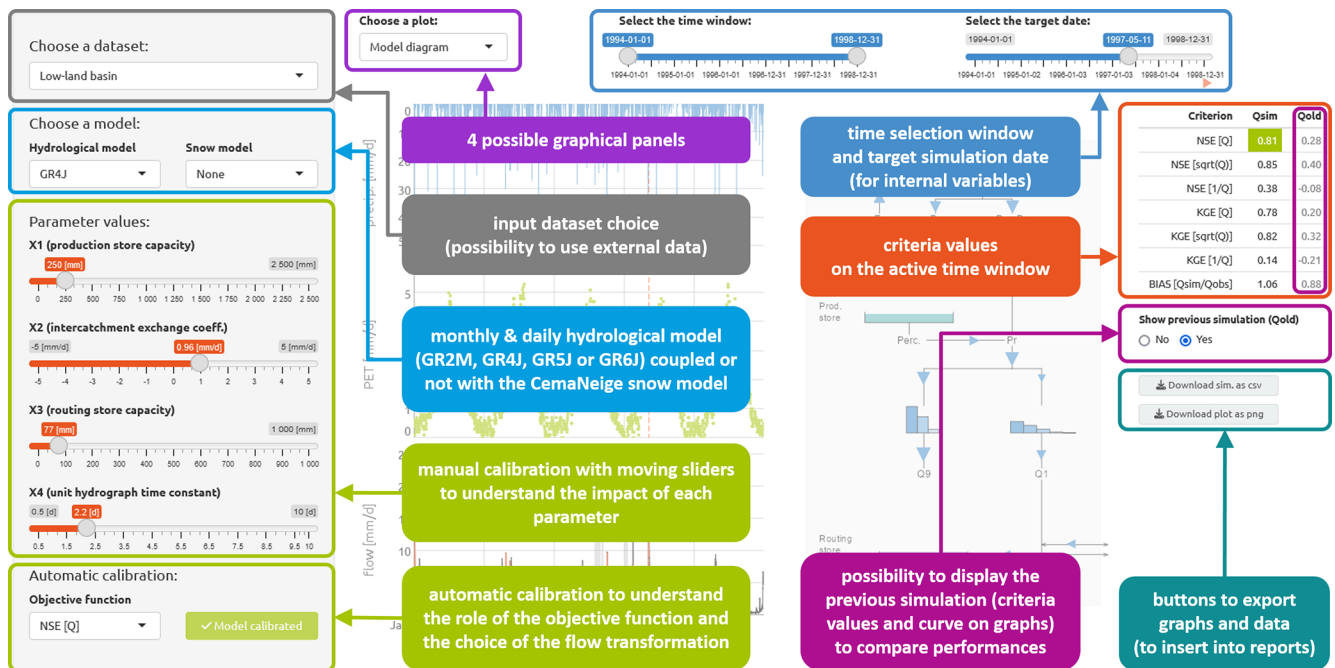 Choose a dataset:
Low-land basin
Choose a model:
Hydrological model
Snow model
GR4J
None
Parameter values:
X1 (production store capacity)
250 [mm]
2 500 [mm]
0 250 500 750 1 000 1 250 1 500 1 750 2 000 2 250 2 500
X2 (intercatchment exchange coeff.)
-5 [mm/d]
0.96 [mm/d]
5 [mm/d]
-5 -4 -3 -2 -1 0 1 2 3 4 5
X3 (routing store capacity)
77 [mm]
1 000 [mm]
0 100 200 300 400 500 600 700 800 900 1 000
X4 (unit hydrograph time constant)
0.5 [d]
2.2 [d]
10 [d]
0.5 1.5 2.5 3.5 4.5 5.5 6.5 7.5 8.5 9.5 10
Automatic calibration:
Objective function
NSE [Q]
Model calibrated
Choose a plot:
Model diagram
4 possible graphical panels
input dataset choice
(possibility to use external data)
monthly & daily hydrological model
(GR2M, GR4J, GR5J or GR6J) coupled or
not with the CemaNeige snow model
manual calibration with moving sliders
to understand the impact of each
parameter
automatic calibration to understand
the role of the objective function and
the choice of the flow transformation
0
30
precip. [mm/d]
5
PET [mm/d]
0
10
flow [mm/d]
Select the time window:
1994-01-01
1998-12-31
1994-01-01 1995-01-01 1996-01-01 1996-12-31 1997-12-31 1998-12-31
Select the target date:
1994-01-01
1997-05-11
1998-12-31
1994-01-01 1995-01-02 1996-01-03 1997-01-03 1998-01-04 1998-12-31
time selection window
and target simulation date
(for internal variables)
criteria values
on the active time window
Prod.
store
Perc.
Pr
Q9
Q1
Routing
store
possibility to display the
previous simulation (criteria
values and curve on graphs)
to compare performances
Criterion Qsim Qold
NSE [Q] 0.81 0.28
NSE [sqrt(Q)] 0.85 0.40
NSE [1/Q] 0.38 -0.08
KGE [Q] 0.78 0.20
KGE [sqrt(Q)] 0.82 0.32
KGE [1/Q] 0.14 -0.21
BIAS [Qsim/Qobs] 1.06 0.88
Show previous simulation (Qold)
No Yes
Download sim. as csv
Download plot as png
buttons to export
graphs and data
(to insert into reports)